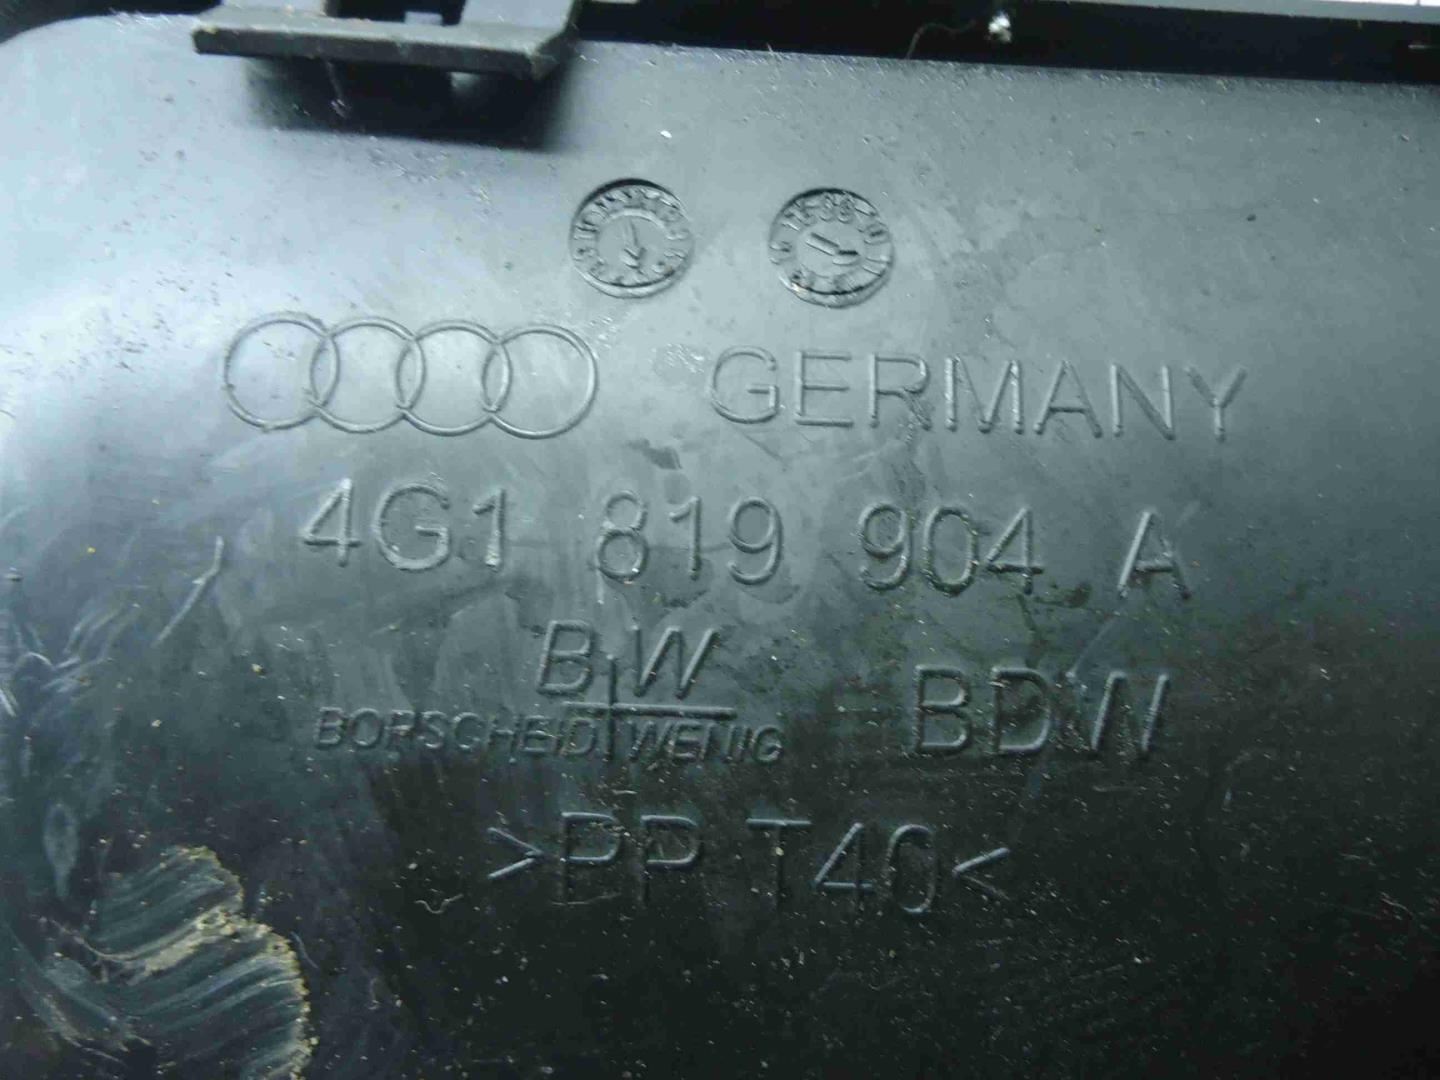 GERMANY
4G1 819 904 A
BW
BORSCHEID WENIG
BDW
>PP T40<